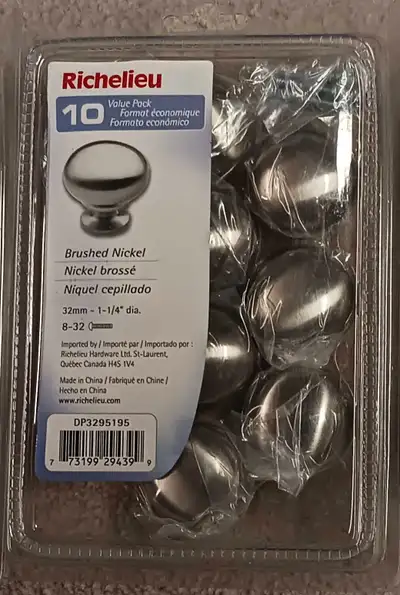 Richelieu
10 Value Pack
Format économique
Formato económico
Brushed Nickel
Nickel brossé
Níquel cepillado
32mm - 1-1/4" dia.
8-32
Imported by / Importé par / Importado por :
Richelieu Hardware Ltd. St-Laurent,
Québec Canada H4S 1V4
Made in China / Fabriqué en Chine /
Hecho en China
www.richelieu.com
DP3295195
7 73199 29439 9